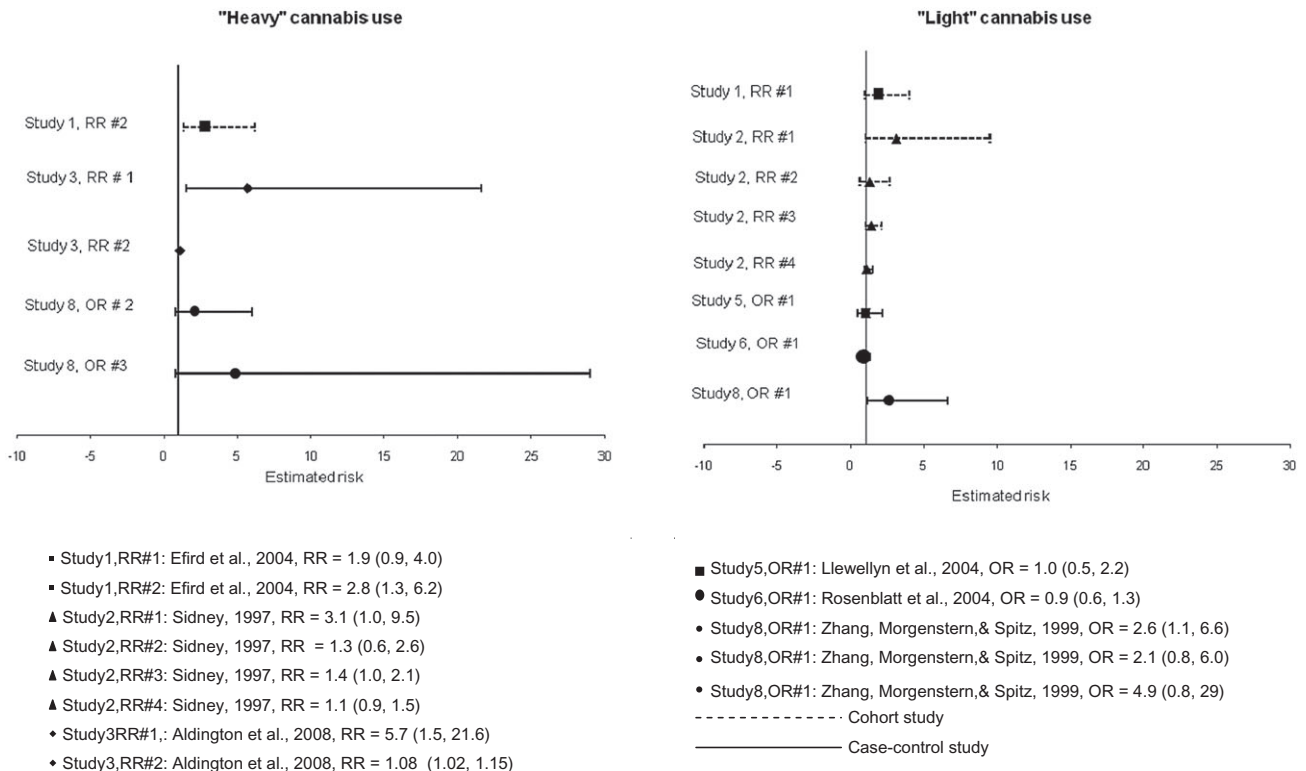 "Heavy" cannabis use
Study 1, RR #2
Study 3, RR # 1
Study 3, RR #2
Study 8, OR # 2
Study 8, OR #3
-10 -5 0 5 10 15 20 25 30
Estimated risk
"Light" cannabis use
Study 1, RR #1
Study 2, RR #1
Study 2, RR #2
Study 2, RR #3
Study 2, RR #4
Study 5, OR #1
Study 6, OR #1
Study8, OR #1
-10 -5 0 5 10 15 20 25 30
Estimated risk
Study1,RR#1: Efird et al., 2004, RR = 1.9 (0.9, 4.0)
Study1,RR#2: Efird et al., 2004, RR = 2.8 (1.3, 6.2)
Study2,RR#1: Sidney, 1997, RR = 3.1 (1.0, 9.5)
Study2,RR#2: Sidney, 1997, RR = 1.3 (0.6, 2.6)
Study2,RR#3: Sidney, 1997, RR = 1.4 (1.0, 2.1)
Study2,RR#4: Sidney, 1997, RR = 1.1 (0.9, 1.5)
Study3RR#1,: Aldington et al., 2008, RR = 5.7 (1.5, 21.6)
Study3,RR#2: Aldington et al., 2008, RR = 1.08 (1.02, 1.15)
Study5,OR#1: Llewellyn et al., 2004, OR = 1.0 (0.5, 2.2)
Study6,OR#1: Rosenblatt et al., 2004, OR = 0.9 (0.6, 1.3)
Study8,OR#1: Zhang, Morgenstern,& Spitz, 1999, OR = 2.6 (1.1, 6.6)
Study8,OR#1: Zhang, Morgenstern,& Spitz, 1999, OR = 2.1 (0.8, 6.0)
Study8,OR#1: Zhang, Morgenstern,& Spitz, 1999, OR = 4.9 (0.8, 29)
Cohort study
Case-control study